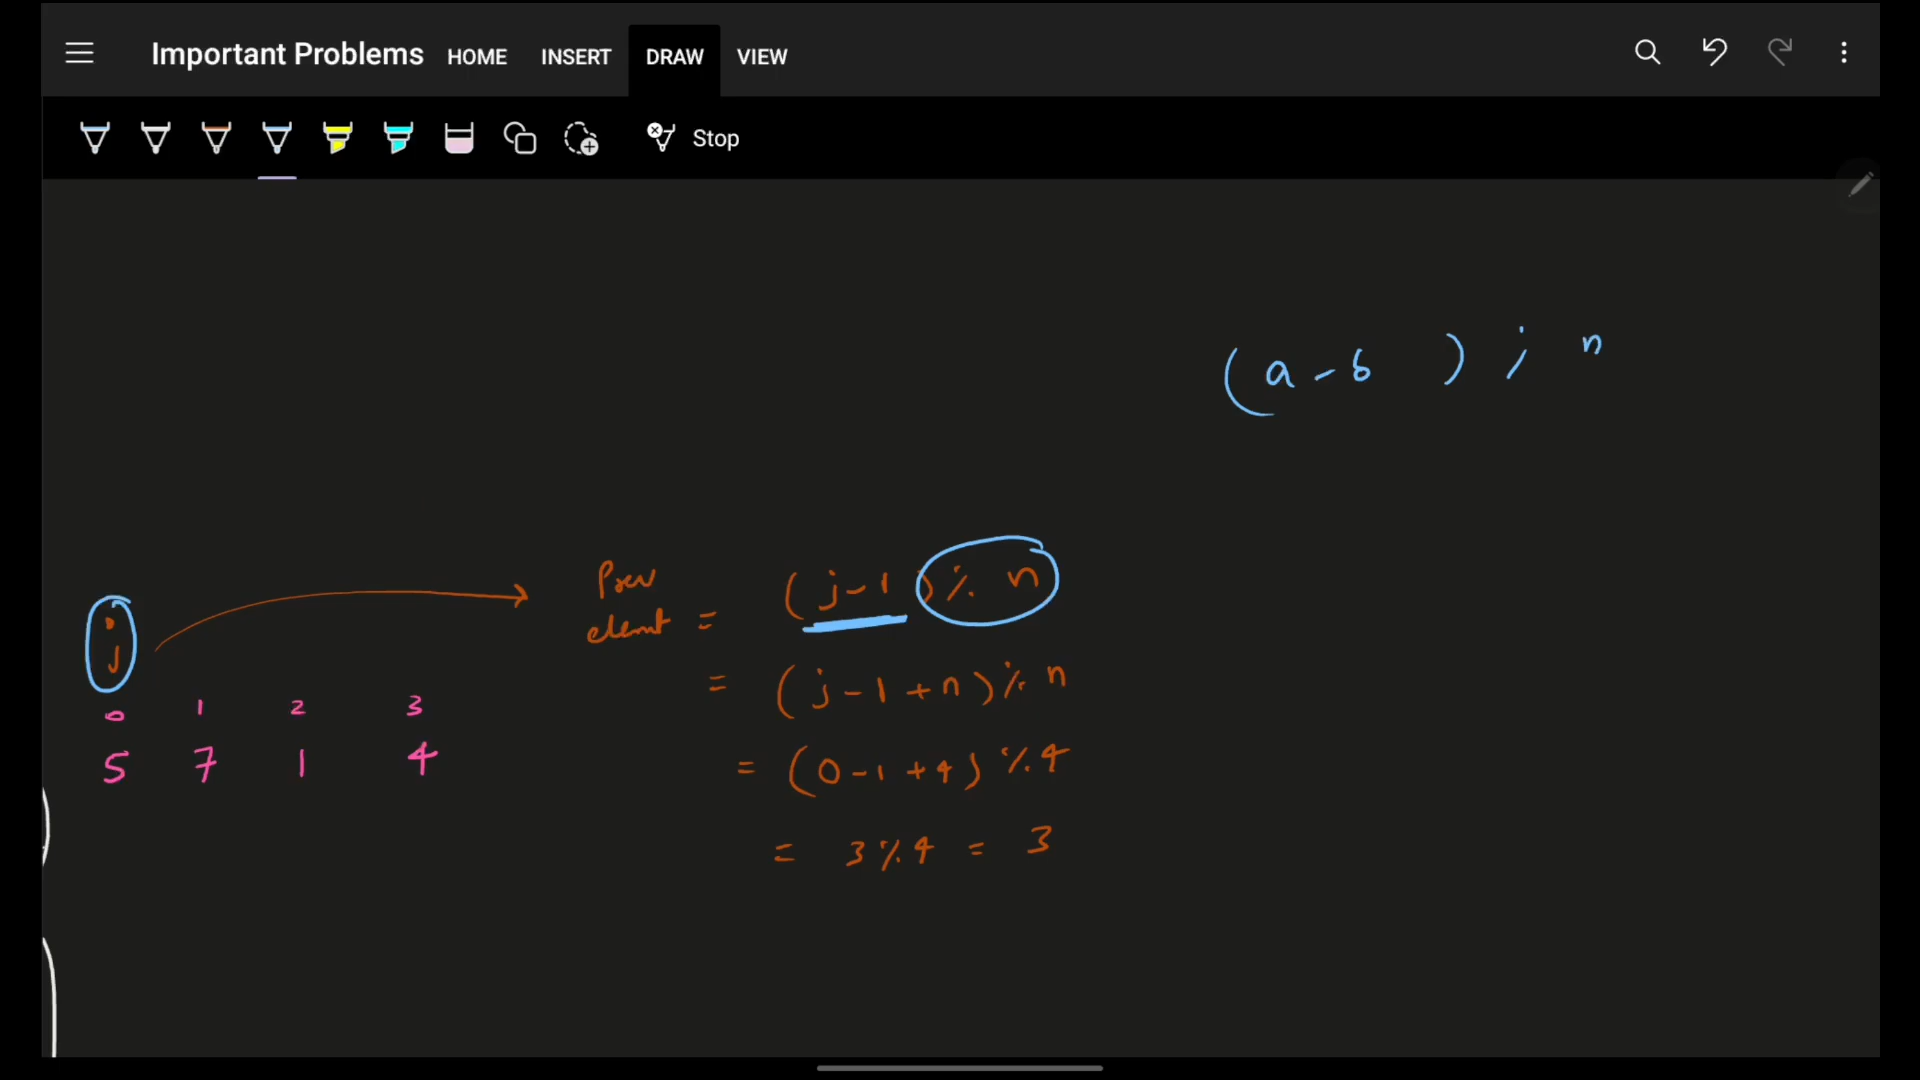 Important Problems HOME INSERT DRAW VIEW
Stop
(a-b ) % n
Prev element = (j-1)% n
j
= (j-1+n)% n
0 1 2 3
5 7 1 4
= (0-1+4) %4
= 3%4 = 3